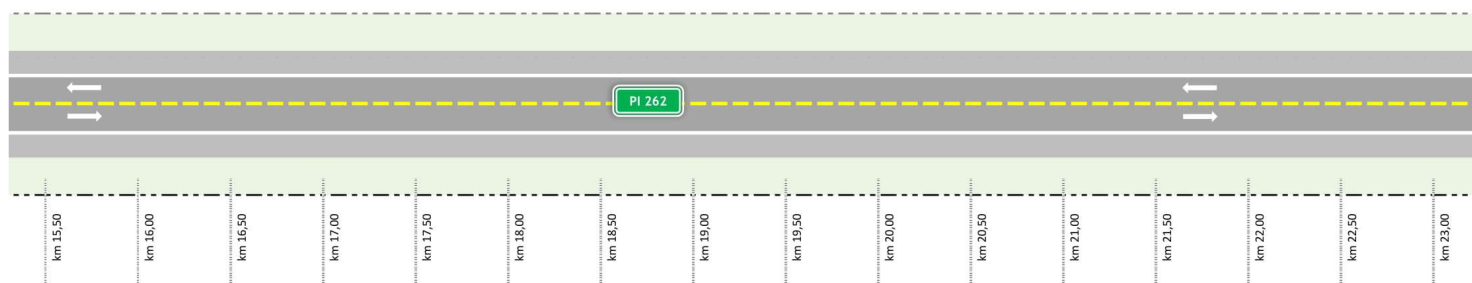 PI 262
km 15,50
km 16,00
km 16,50
km 17,00
km 17,50
km 18,00
km 18,50
km 19,00
km 19,50
km 20,00
km 20,50
km 21,00
km 21,50
km 22,00
km 22,50
km 23,00